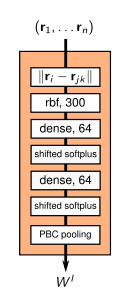 (r₁, . . . rₙ)
‖rᵢ − rⱼₖ‖
rbf, 300
dense, 64
shifted softplus
dense, 64
shifted softplus
PBC pooling
Wˡ